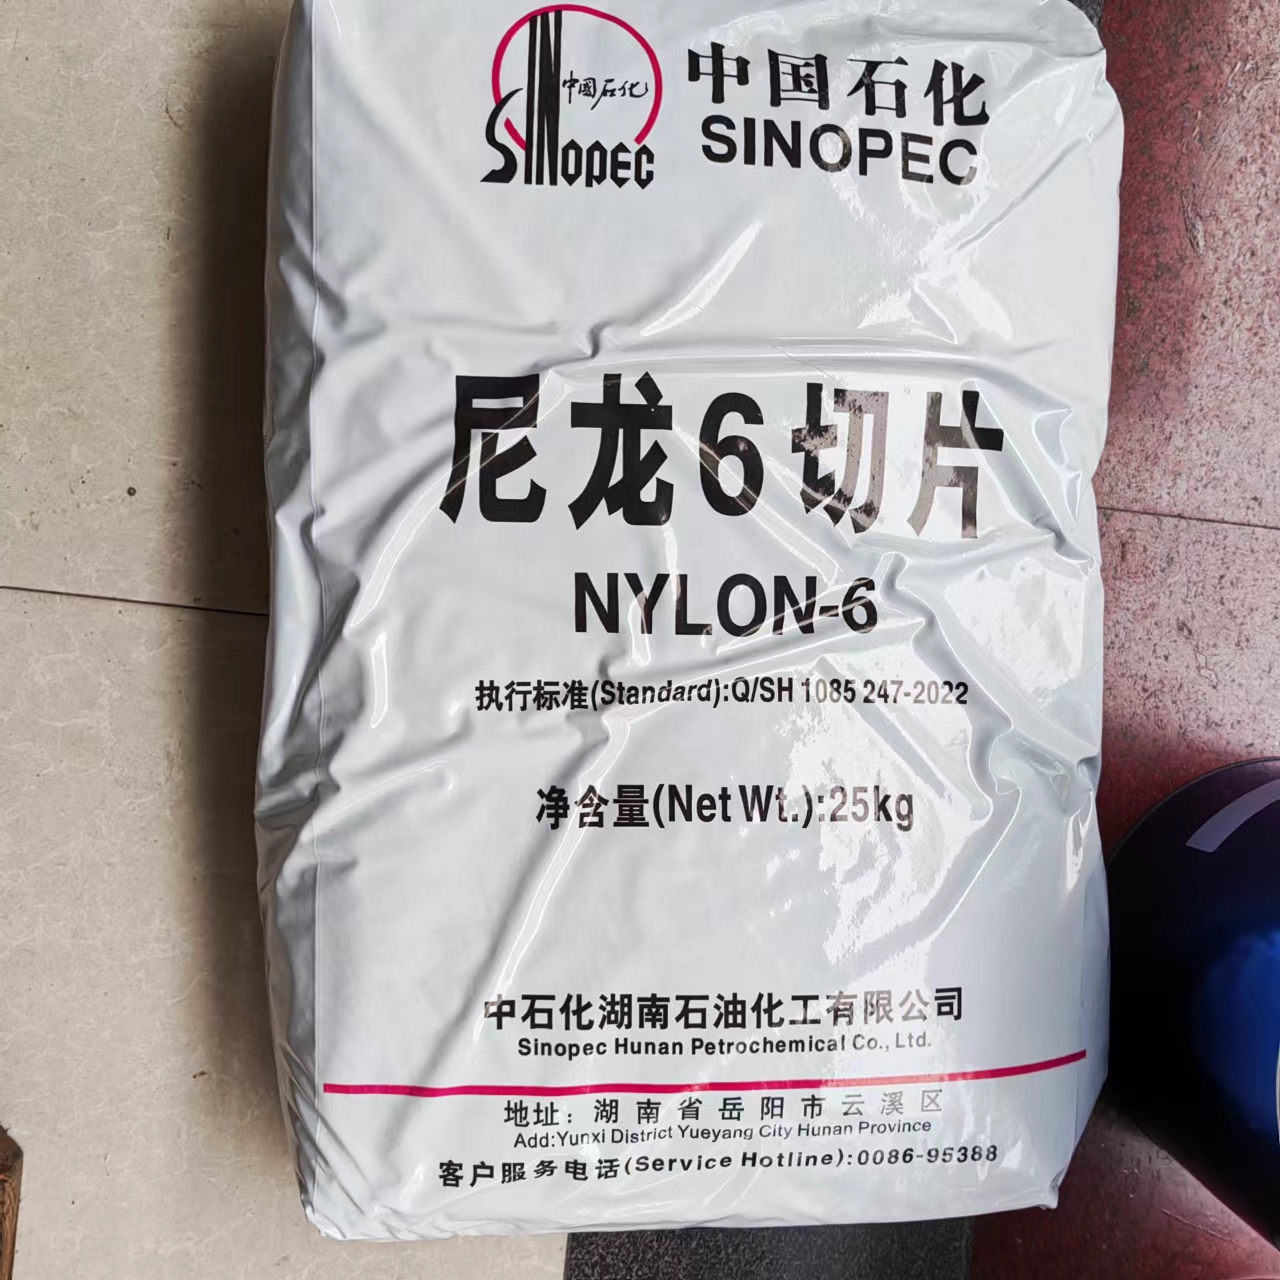 中國石化
SINOPEC
中国石化
SINOPEC
尼龙6切片
NYLON-6
执行标准(Standard):Q/SH 1085 247-2022
净含量(Net Wt.):25kg
中石化湖南石油化工有限公司
Sinopec Hunan Petrochemical Co., Ltd.
地址：湖南省岳阳市云溪区
Add:Yunxi District Yueyang City Hunan Province
客户服务电话(Service Hotline):0086-95388